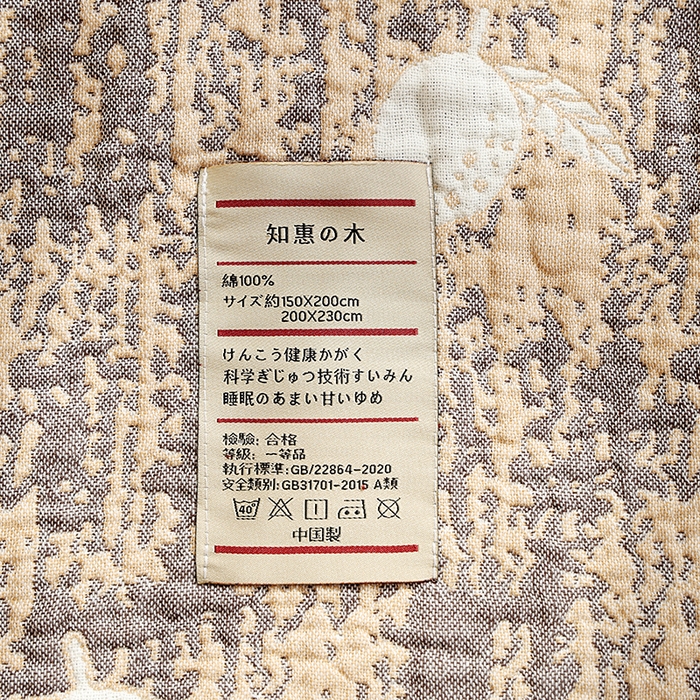 知惠の木
綿100%
サイズ約150X200cm
200X230cm
けんこう健康かがく
科学ぎじゅつ技術すいみん
睡眠のあまい甘いゆめ
檢驗: 合格
等級: 一等品
執行標準:GB/22864-2020
安全類別:GB31701-2015 A類
40°
中国製